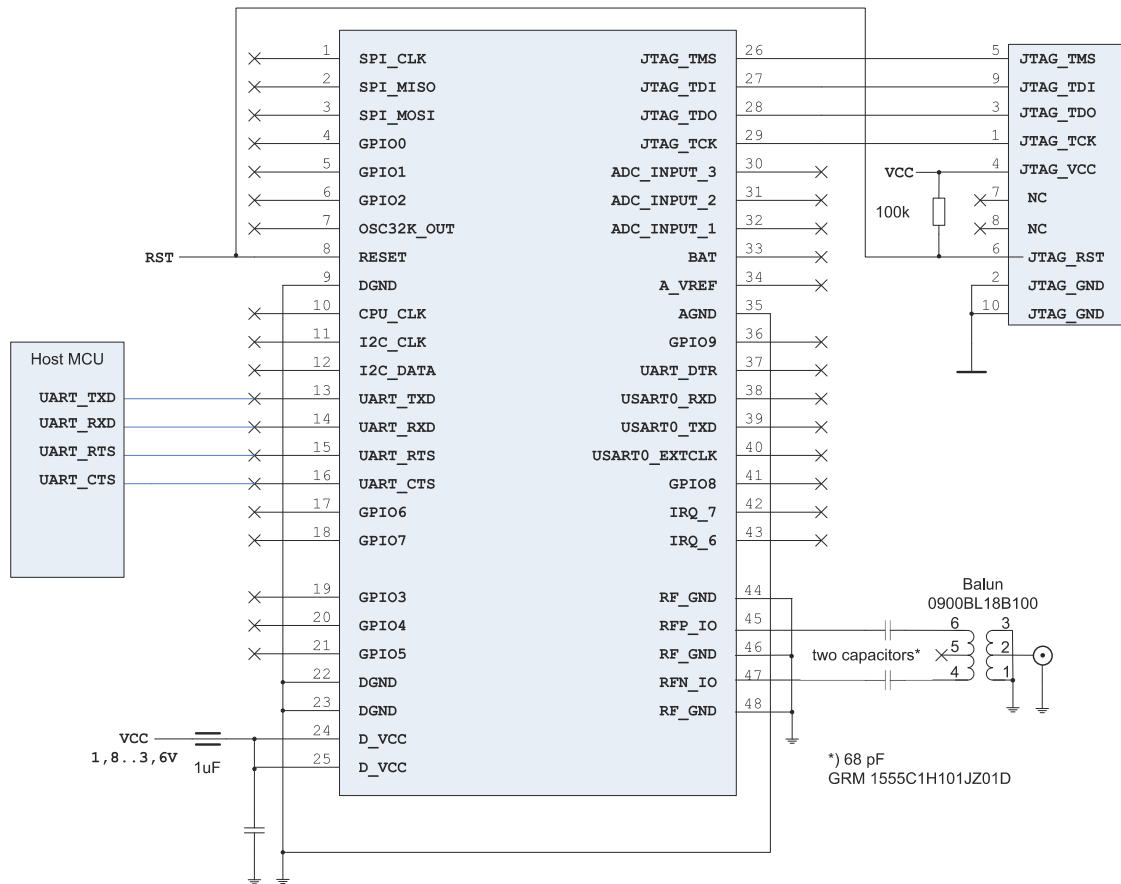 1 SPI_CLK JTAG_TMS 26 5 JTAG_TMS
2 SPI_MISO JTAG_TDI 27 9 JTAG_TDI
3 SPI_MOSI JTAG_TDO 28 3 JTAG_TDO
4 GPIO0 JTAG_TCK 29 1 JTAG_TCK
5 GPIO1 ADC_INPUT_3 30 VCC 4 JTAG_VCC
6 GPIO2 ADC_INPUT_2 31 7 NC
100k
7 OSC32K_OUT ADC_INPUT_1 32 8 NC
RST 8 RESET BAT 33 6 JTAG_RST
9 DGND A_VREF 34 2 JTAG_GND
10 CPU_CLK AGND 35 10 JTAG_GND
11 I2C_CLK GPIO9 36
Host MCU
12 I2C_DATA UART_DTR 37
UART_TXD 13 UART_TXD USART0_RXD 38
UART_RXD 14 UART_RXD USART0_TXD 39
UART_RTS 15 UART_RTS USART0_EXTCLK 40
UART_CTS 16 UART_CTS GPIO8 41
17 GPIO6 IRQ_7 42
18 GPIO7 IRQ_6 43
Balun
0900BL18B100
19 GPIO3 RF_GND 44
20 GPIO4 RFP_IO 45 6 3
21 GPIO5 RF_GND 46 two capacitors* 5 2
22 DGND RFN_IO 47 4 1
23 DGND RF_GND 48
VCC 24 D_VCC
1,8..3,6V
1uF
25 D_VCC
*) 68 pF
GRM 1555C1H101JZ01D